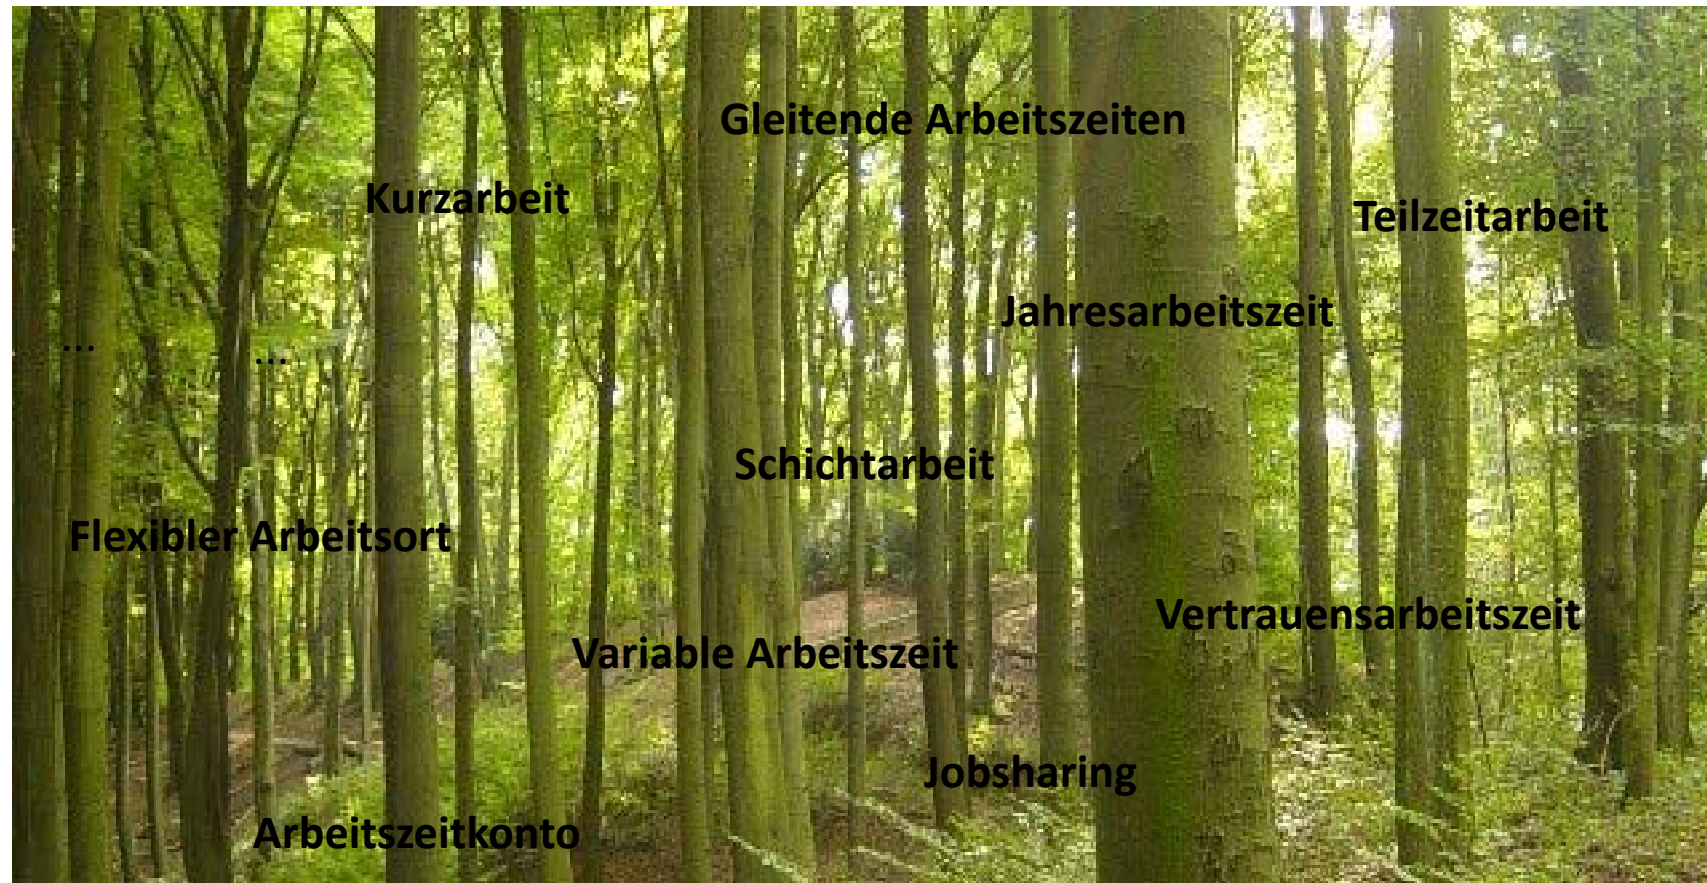 Gleitende Arbeitszeiten
Kurzarbeit
Teilzeitarbeit
Jahresarbeitszeit
...
...
Schichtarbeit
Flexibler Arbeitsort
Vertrauensarbeitszeit
Variable Arbeitszeit
Jobsharing
Arbeitszeitkonto